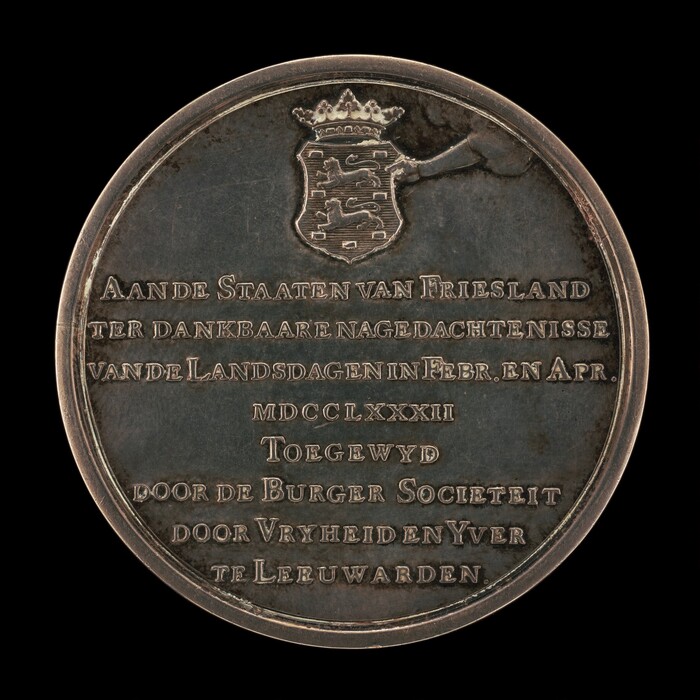 AAN DE STAATEN VAN FRIESLAND
TER DANKBAARE NAGEDACHTENISSE
VAN DE LANDSDAGEN IN FEBR. EN APR.
MDCCLXXXII
TOEGEWYD
DOOR DE BURGER SOCIETEIT
DOOR VRYHEID EN YVER
TE LEEUWARDEN.